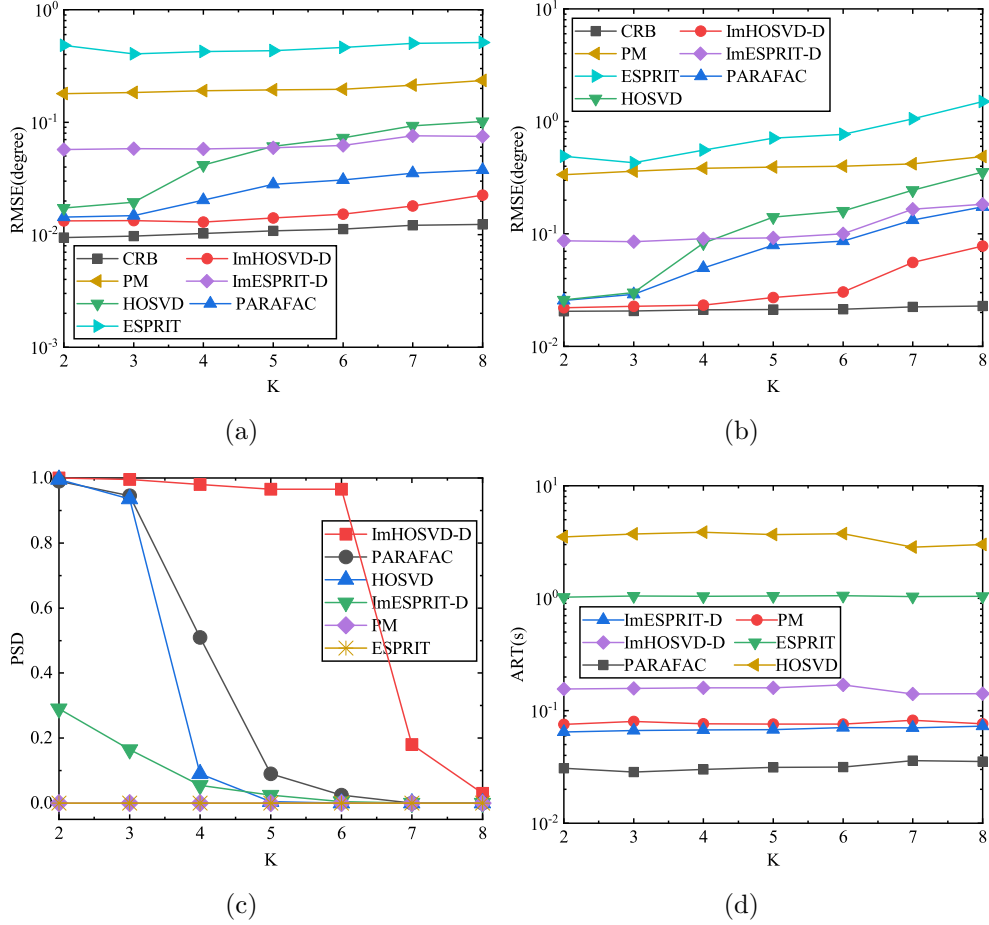 10^0
10^-1
10^-2
10^-3
RMSE(degree)
CRB
PM
HOSVD
ESPRIT
ImHOSVD-D
ImESPRIT-D
PARAFAC
2 3 4 5 6 7 8
K
(a)
10^1
10^0
10^-1
10^-2
RMSE(degree)
CRB
PM
ESPRIT
HOSVD
ImHOSVD-D
ImESPRIT-D
PARAFAC
2 3 4 5 6 7 8
K
(b)
1.0
0.8
0.6
0.4
0.2
0.0
PSD
ImHOSVD-D
PARAFAC
HOSVD
ImESPRIT-D
PM
ESPRIT
2 3 4 5 6 7 8
K
(c)
10^1
10^0
10^-1
10^-2
ART(s)
ImESPRIT-D
ImHOSVD-D
PARAFAC
PM
ESPRIT
HOSVD
2 3 4 5 6 7 8
K
(d)